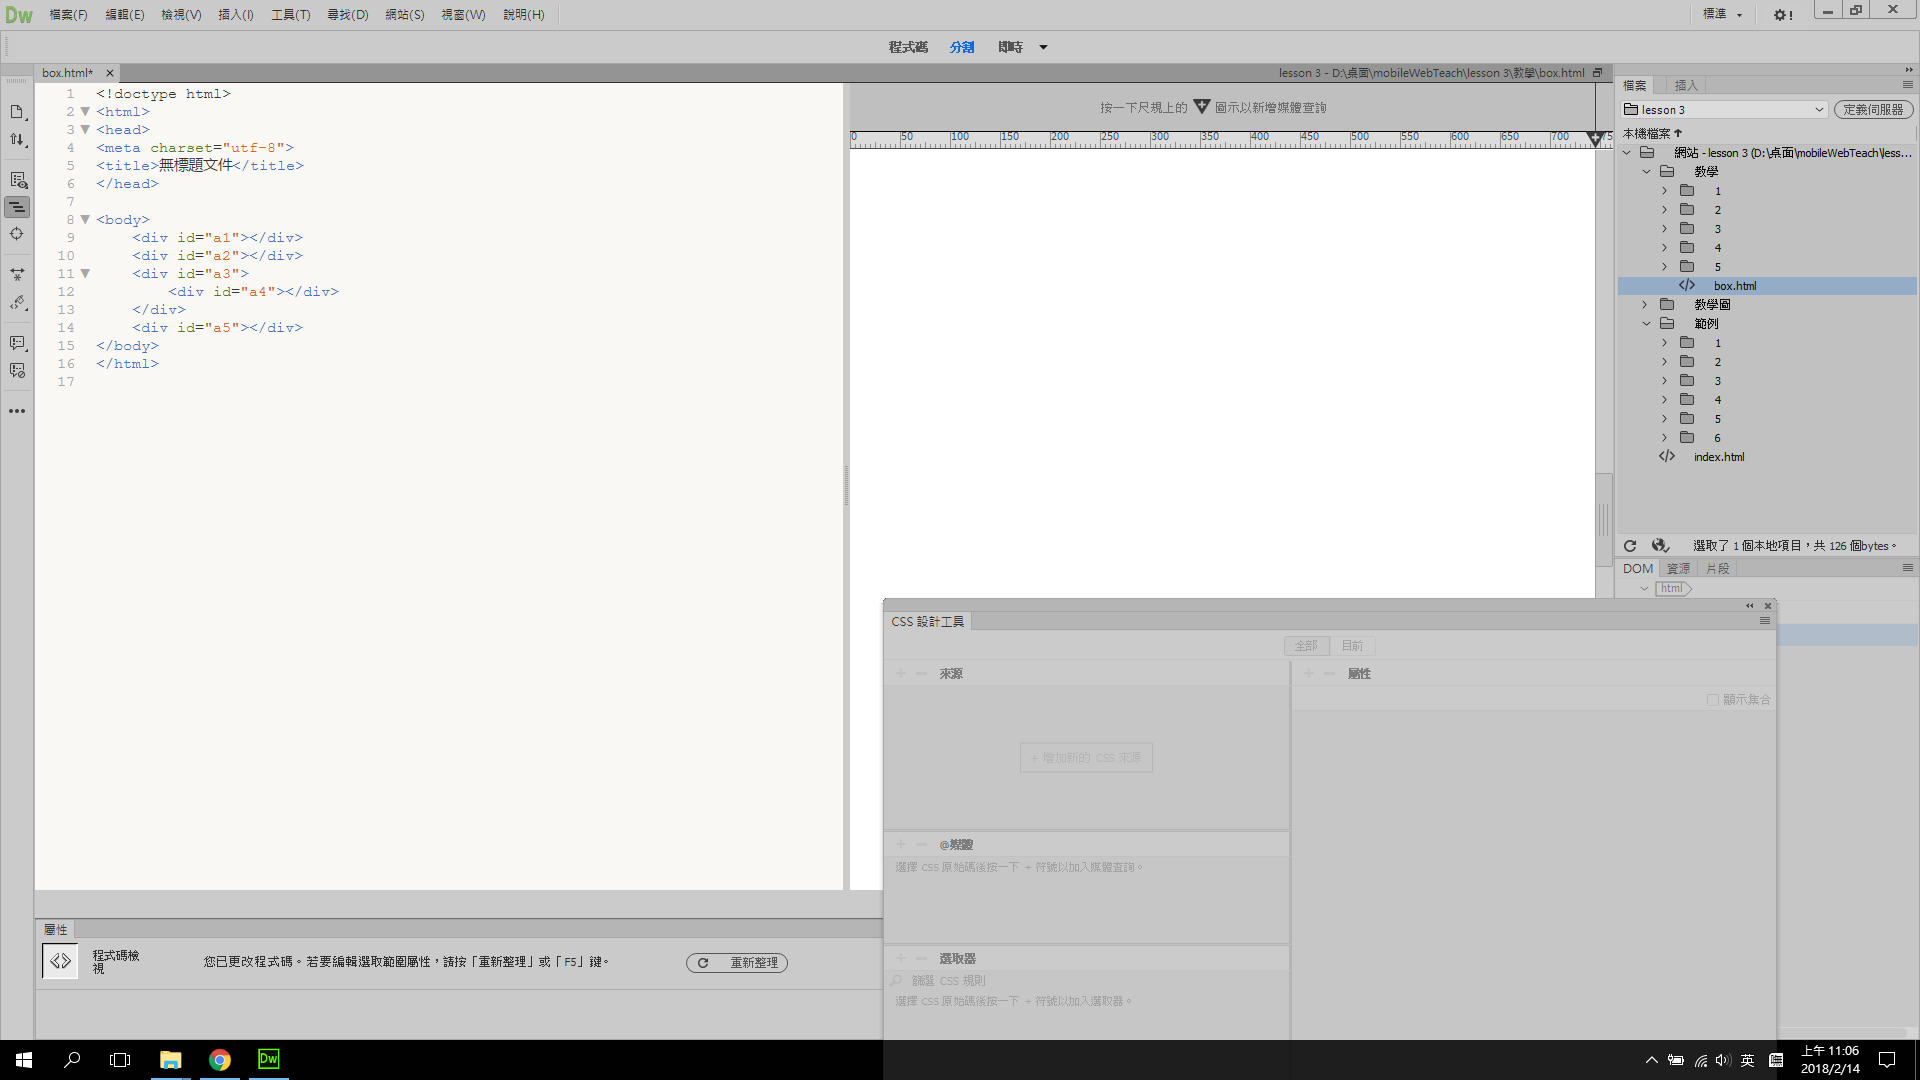 Dw 檔案(F) 編輯(E) 檢視(V) 插入(I) 工具(T) 尋找(D) 網站(S) 視窗(W) 說明(H) 標準 !
程式碼 分割 即時
box.html* lesson 3 - D:\桌面\mobileWebTeach\lesson 3\教學\box.html
1 <!doctype html>
2 <html>
3 <head>
4 <meta charset="utf-8">
5 <title>無標題文件</title>
6 </head>
7
8 <body>
9 <div id="a1"></div>
10 <div id="a2"></div>
11 <div id="a3">
12 <div id="a4"></div>
13 </div>
14 <div id="a5"></div>
15 </body>
16 </html>
17
按一下尺規上的 圖示以新增媒體查詢
0 50 100 150 200 250 300 350 400 450 500 550 600 650 700 75
檔案 插入
lesson 3 定義伺服器
本機檔案
網站 - lesson 3 (D:\桌面\mobileWebTeach\less...
教學
1
2
3
4
5
box.html
教學圖
範例
1
2
3
4
5
6
index.html
選取了 1 個本地項目，共 126 個bytes。
DOM 資源 片段
html
CSS 設計工具
全部 目前
+ − 來源
+ 增加新的 CSS 來源
+ − @媒體
選擇 CSS 原始碼後按一下 + 符號以加入媒體查詢。
+ − 選取器
篩選 CSS 規則
選擇 CSS 原始碼後按一下 + 符號以加入選取器。
+ − 屬性
顯示集合
屬性
程式碼檢視
您已更改程式碼。若要編輯選取範圍屬性，請按「重新整理」或「F5」鍵。 重新整理
Dw
英
上午 11:06
2018/2/14